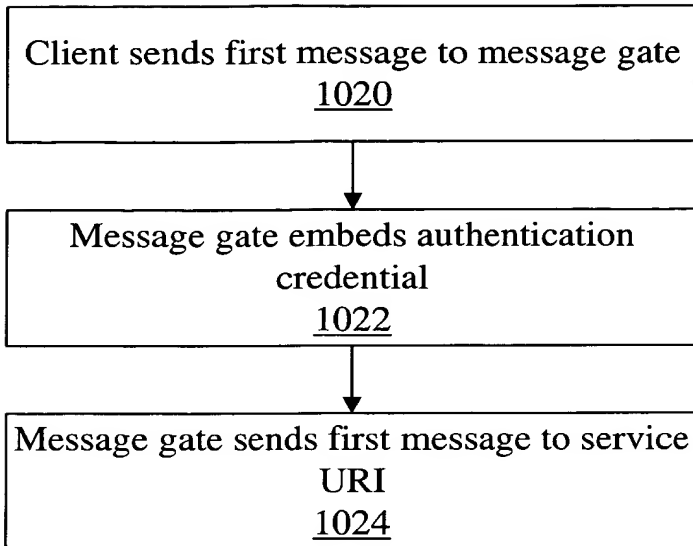 Client sends first message to message gate
1020
Message gate embeds authentication
credential
1022
Message gate sends first message to service
URI
1024